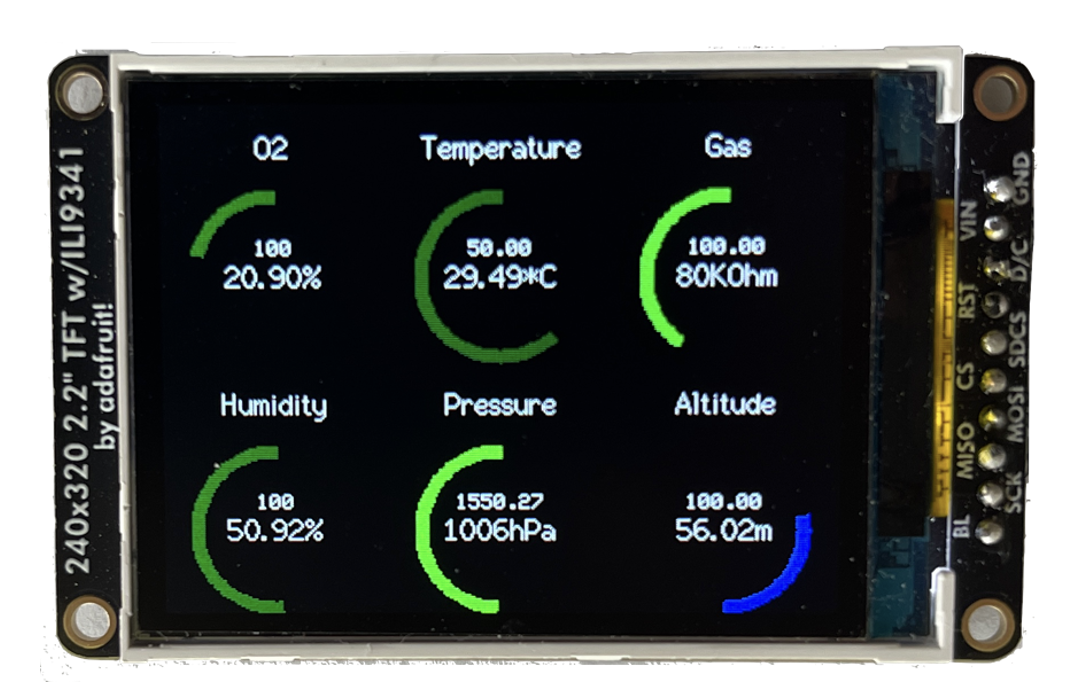 240x320 2.2" TFT w/ILI9341
by adafruit!
O2
100
20.90%
Temperature
50.00
29.49*C
Gas
100.00
80KOhm
Humidity
100
50.92%
Pressure
1550.27
1006hPa
Altitude
100.00
56.02m
GND
VIN
D/C
RST
SDCS
CS
MOSI
MISO
SCK
BL